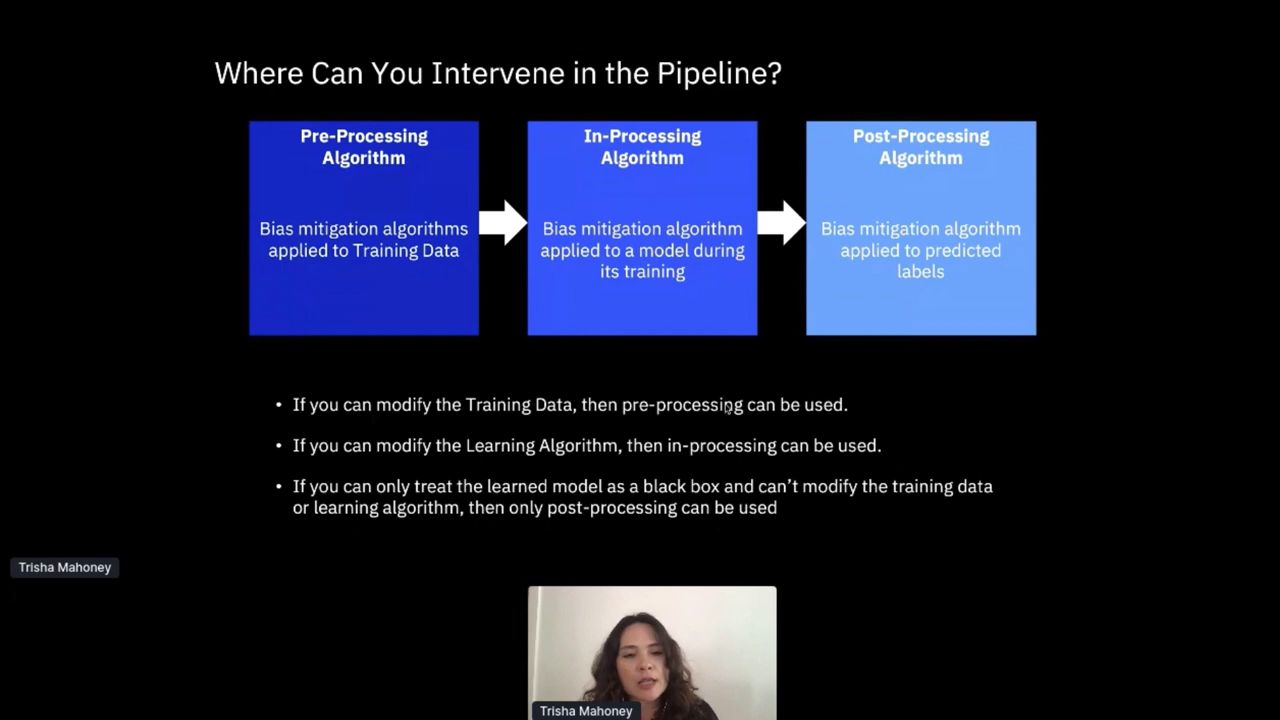 Where Can You Intervene in the Pipeline?
Pre-Processing
Algorithm
Bias mitigation algorithms
applied to Training Data
In-Processing
Algorithm
Bias mitigation algorithm
applied to a model during
its training
Post-Processing
Algorithm
Bias mitigation algorithm
applied to predicted
labels
• If you can modify the Training Data, then pre-processing can be used.
• If you can modify the Learning Algorithm, then in-processing can be used.
• If you can only treat the learned model as a black box and can’t modify the training data
or learning algorithm, then only post-processing can be used
Trisha Mahoney
Trisha Mahoney